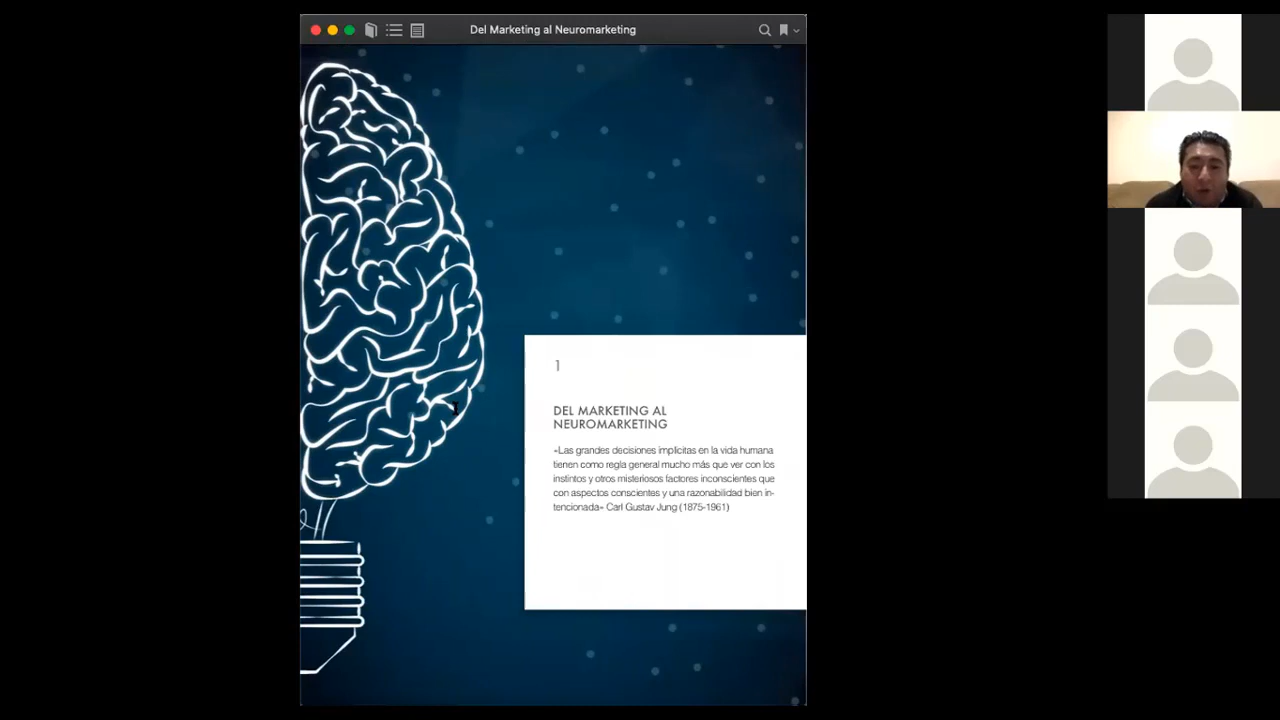 Del Marketing al Neuromarketing
1
DEL MARKETING AL
NEUROMARKETING
«Las grandes decisiones implícitas en la vida humana
tienen como regla general mucho más que ver con los
instintos y otros misteriosos factores inconscientes que
con aspectos conscientes y una razonabilidad bien in-
tencionada» Carl Gustav Jung (1875-1961)